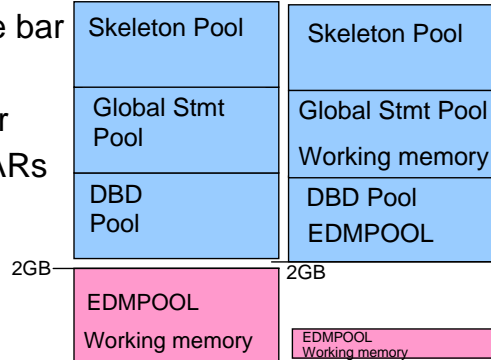 e bar
r
ARs
Skeleton Pool
Global Stmt
Pool
DBD
Pool
2GB
EDMPOOL
Working memory
Skeleton Pool
Global Stmt Pool
Working memory
DBD Pool
EDMPOOL
2GB
EDMPOOL
Working memory